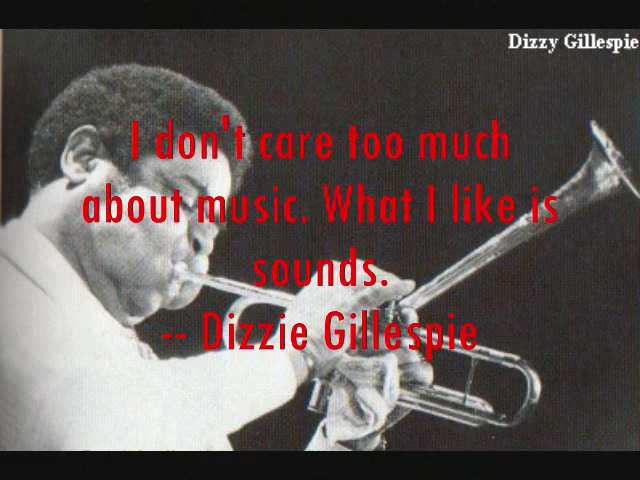 Dizzy Gillespie
I don't care too much
about music. What I like is
sounds.
-- Dizzie Gillespie